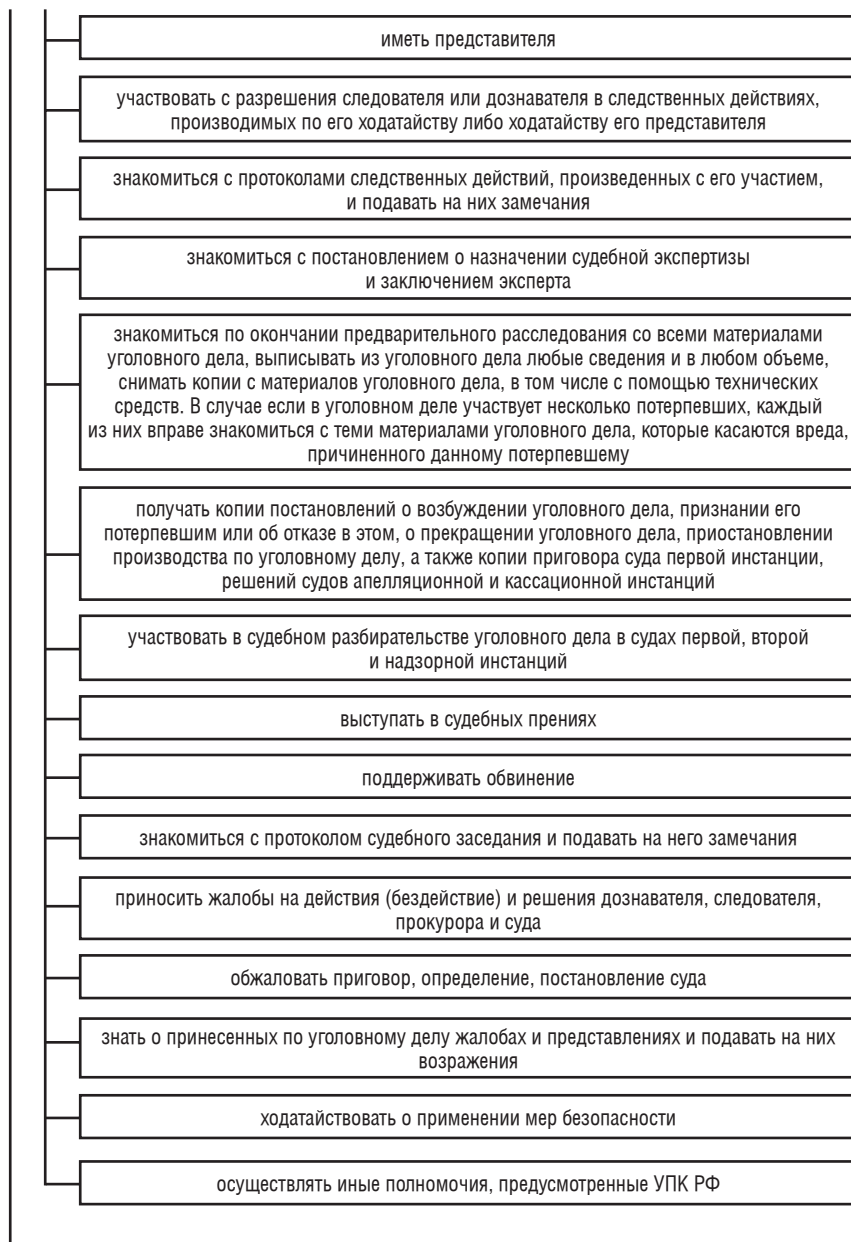 иметь представителя
участвовать с разрешения следователя или дознавателя в следственных действиях,
производимых по его ходатайству либо ходатайству его представителя
знакомиться с протоколами следственных действий, произведенных с его участием,
и подавать на них замечания
знакомиться с постановлением о назначении судебной экспертизы
и заключением эксперта
знакомиться по окончании предварительного расследования со всеми материалами
уголовного дела, выписывать из уголовного дела любые сведения и в любом объеме,
снимать копии с материалов уголовного дела, в том числе с помощью технических
средств. В случае если в уголовном деле участвует несколько потерпевших, каждый
из них вправе знакомиться с теми материалами уголовного дела, которые касаются вреда,
причиненного данному потерпевшему
получать копии постановлений о возбуждении уголовного дела, признании его
потерпевшим или об отказе в этом, о прекращении уголовного дела, приостановлении
производства по уголовному делу, а также копии приговора суда первой инстанции,
решений судов апелляционной и кассационной инстанций
участвовать в судебном разбирательстве уголовного дела в судах первой, второй
и надзорной инстанций
выступать в судебных прениях
поддерживать обвинение
знакомиться с протоколом судебного заседания и подавать на него замечания
приносить жалобы на действия (бездействие) и решения дознавателя, следователя,
прокурора и суда
обжаловать приговор, определение, постановление суда
знать о принесенных по уголовному делу жалобах и представлениях и подавать на них
возражения
ходатайствовать о применении мер безопасности
осуществлять иные полномочия, предусмотренные УПК РФ